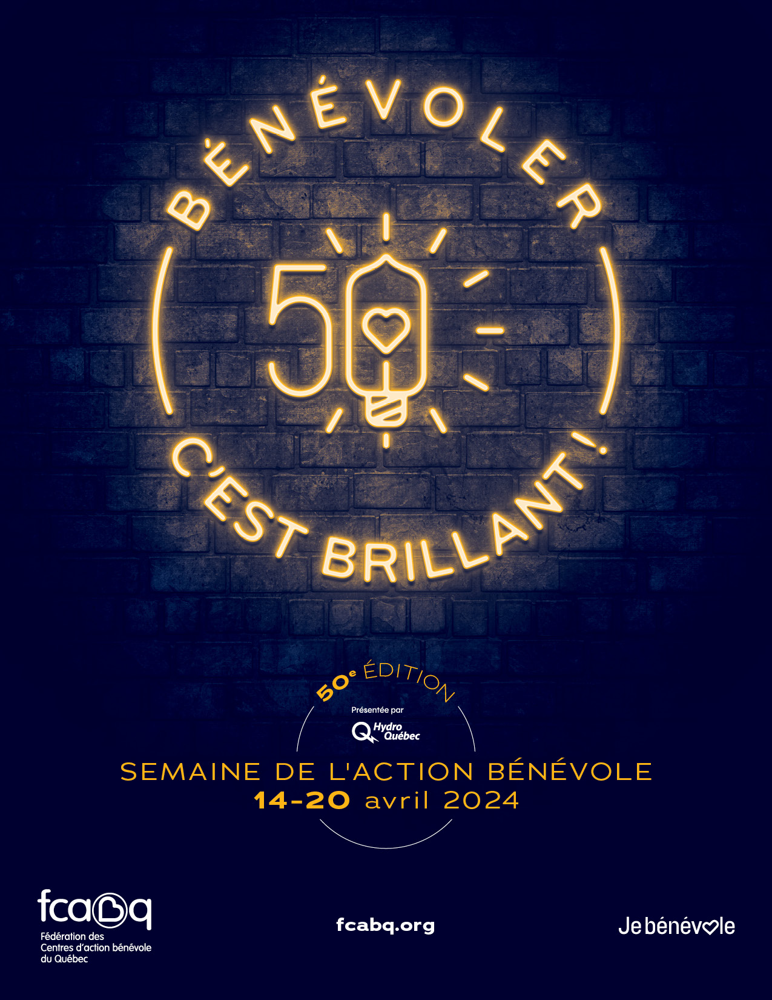 BÉNÉVOLER
50
C'EST BRILLANT !
50e ÉDITION
Présentée par
Hydro
Québec
SEMAINE DE L'ACTION BÉNÉVOLE
14-20 avril 2024
fcabq
Fédération des
Centres d'action bénévole
du Québec
fcabq.org
Je bénévole